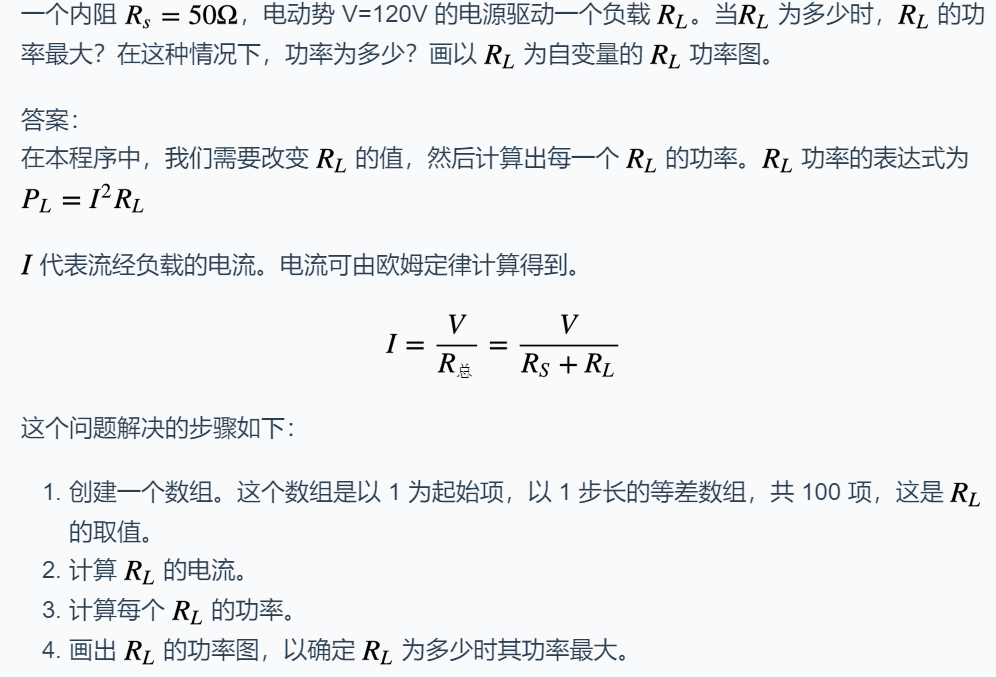 一个内阻 R_s = 50Ω，电动势 V=120V 的电源驱动一个负载 R_L。当R_L 为多少时，R_L 的功
率最大？在这种情况下，功率为多少？画以 R_L 为自变量的 R_L 功率图。
答案：
在本程序中，我们需要改变 R_L 的值，然后计算出每一个 R_L 的功率。R_L 功率的表达式为
P_L = I²R_L
I 代表流经负载的电流。电流可由欧姆定律计算得到。
I = V/R_总 = V/(R_S + R_L)
这个问题解决的步骤如下：
1. 创建一个数组。这个数组是以 1 为起始项，以 1 步长的等差数组，共 100 项，这是 R_L
的取值。
2. 计算 R_L 的电流。
3. 计算每个 R_L 的功率。
4. 画出 R_L 的功率图，以确定 R_L 为多少时其功率最大。